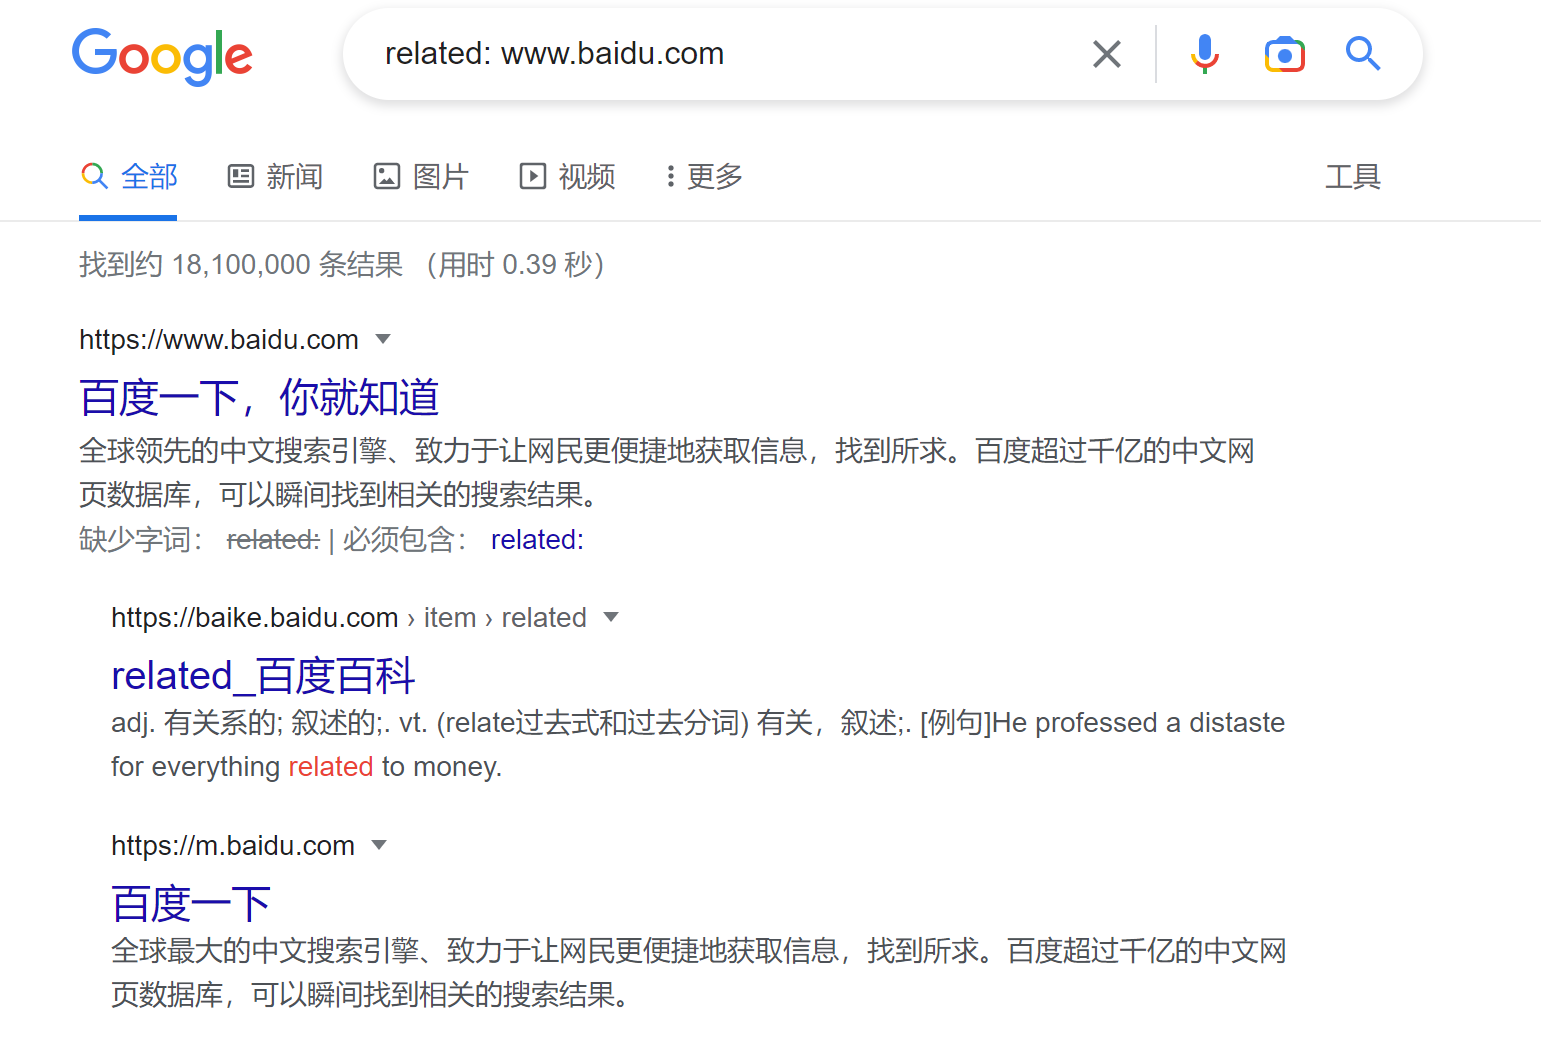 Google
related: www.baidu.com
全部 新闻 图片 视频 更多 工具
找到约 18,100,000 条结果 （用时 0.39 秒）
https://www.baidu.com
百度一下，你就知道
全球领先的中文搜索引擎、致力于让网民更便捷地获取信息，找到所求。百度超过千亿的中文网
页数据库，可以瞬间找到相关的搜索结果。
缺少字词： related: | 必须包含： related:
https://baike.baidu.com › item › related
related_百度百科
adj. 有关系的; 叙述的;. vt. (relate过去式和过去分词) 有关，叙述;. [例句]He professed a distaste
for everything related to money.
https://m.baidu.com
百度一下
全球最大的中文搜索引擎、致力于让网民更便捷地获取信息，找到所求。百度超过千亿的中文网
页数据库，可以瞬间找到相关的搜索结果。